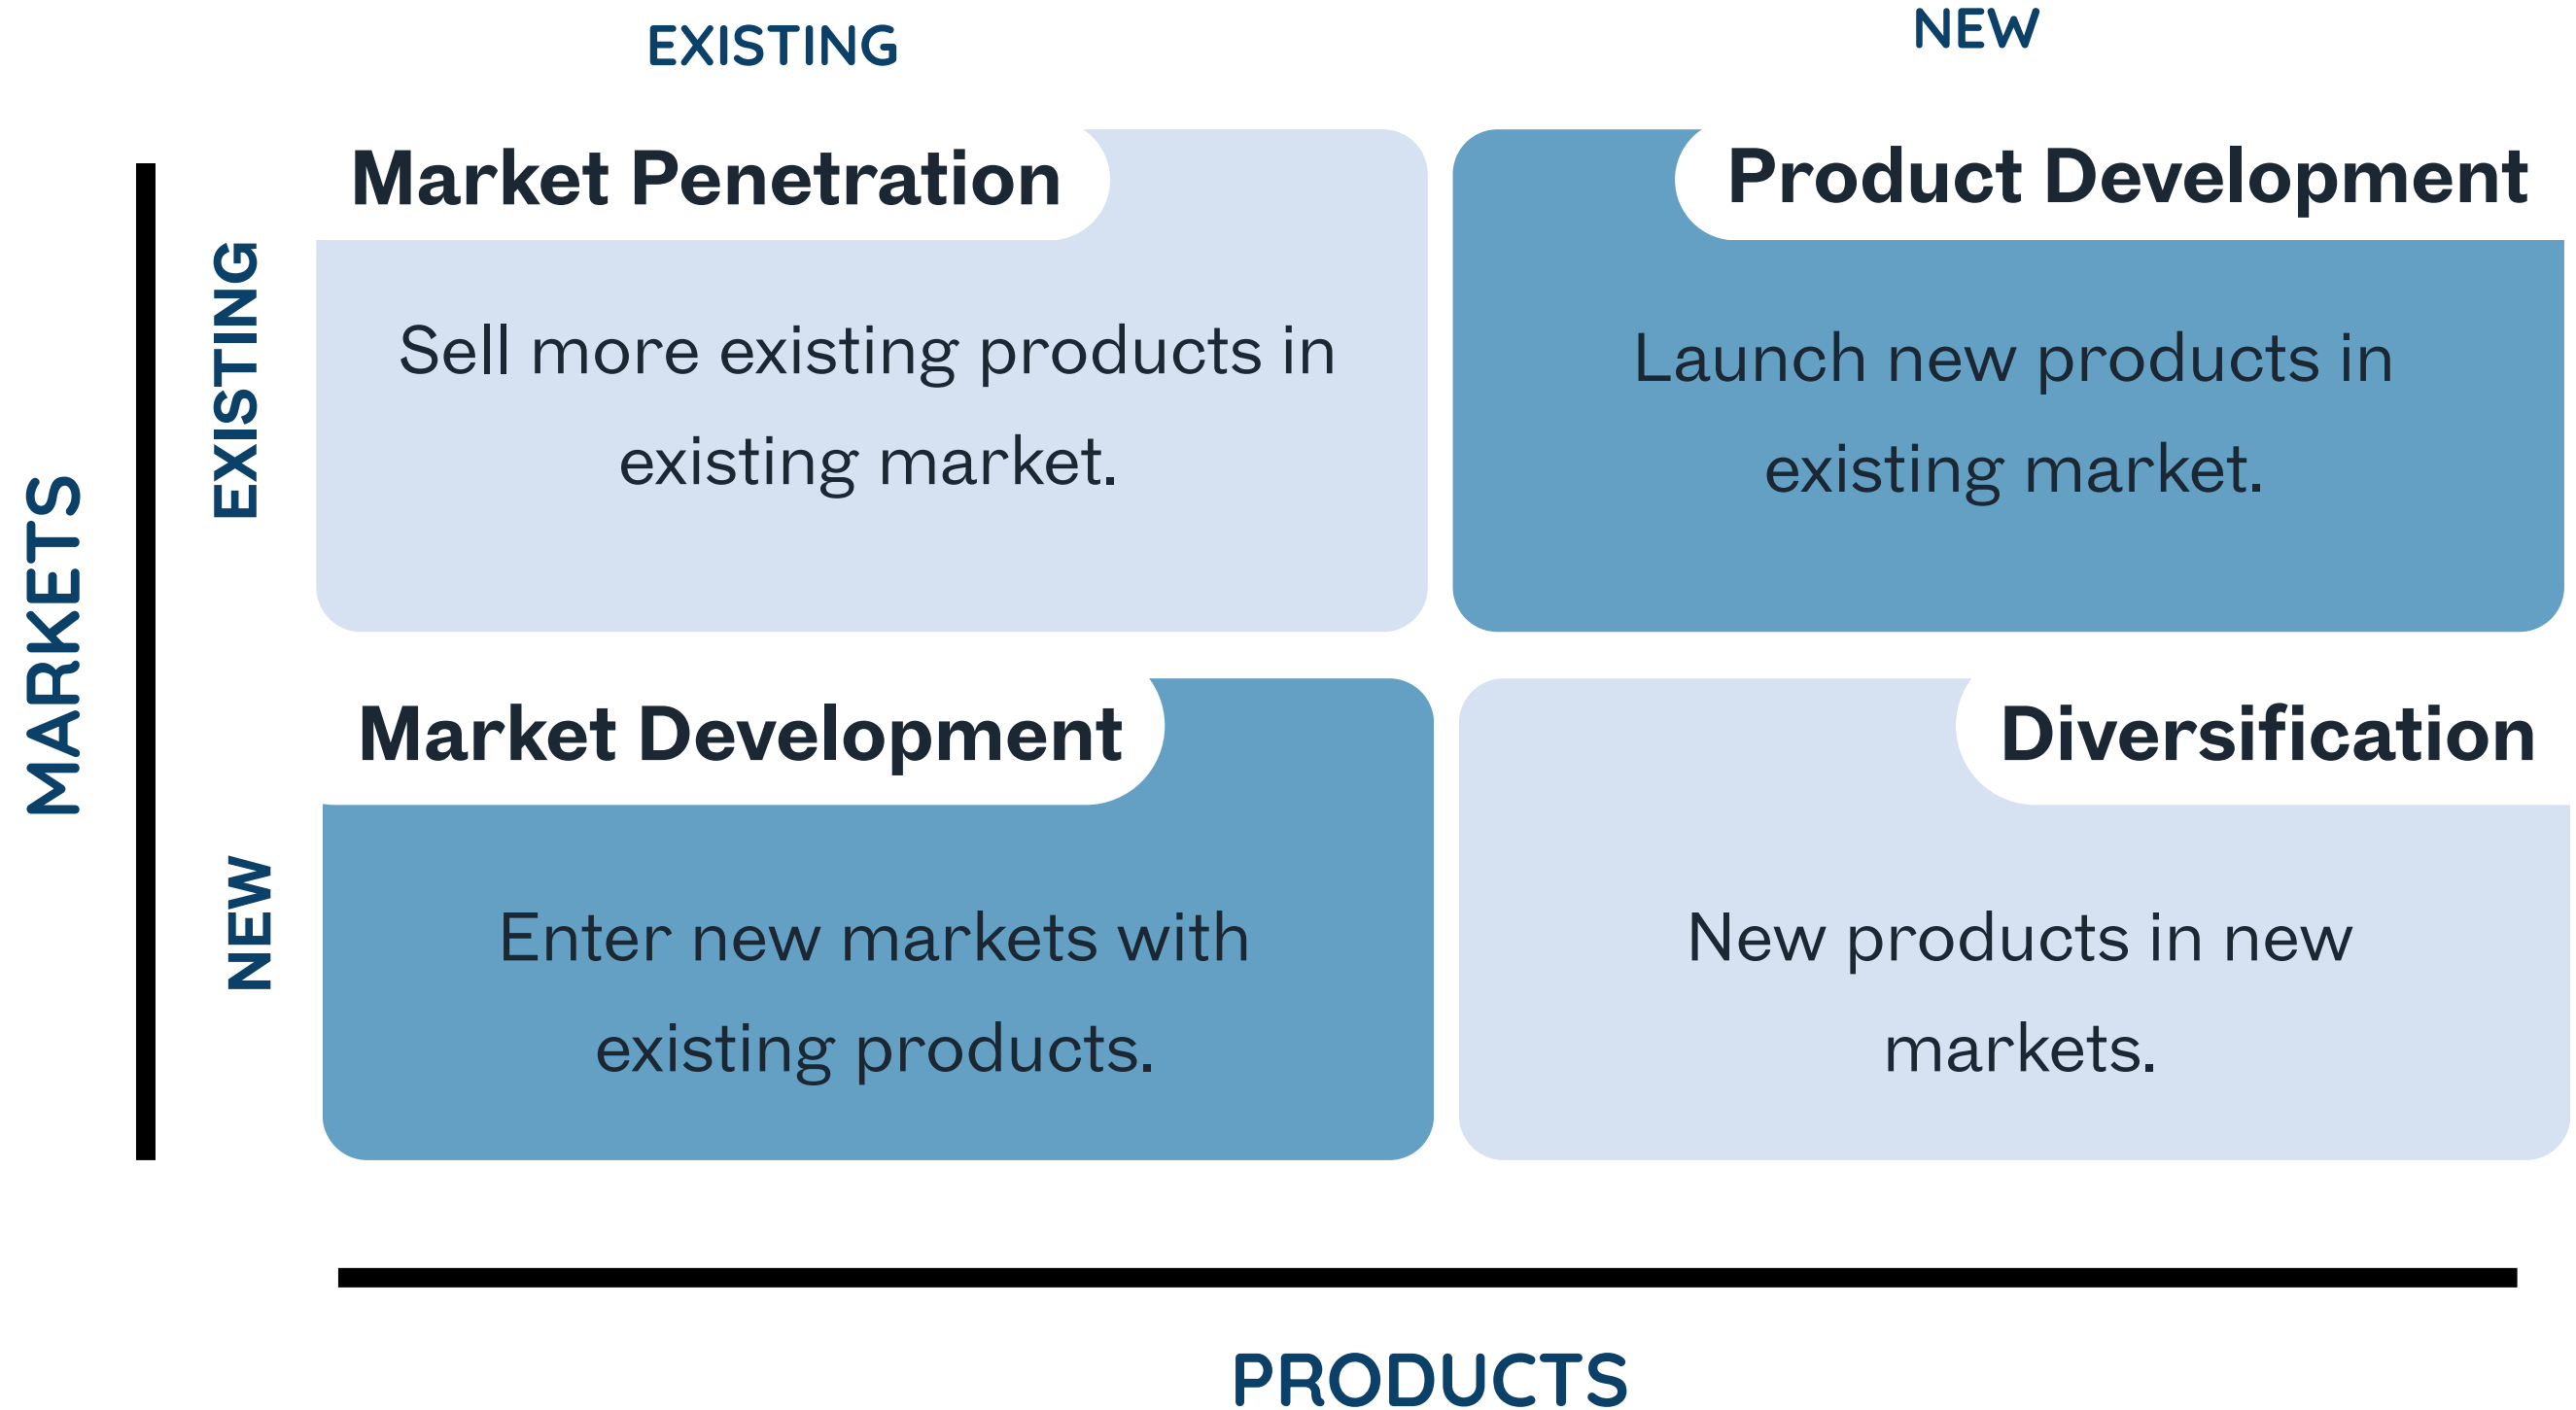 EXISTING
NEW
MARKETS
EXISTING
Market Penetration
Sell more existing products in
existing market.
Product Development
Launch new products in
existing market.
NEW
Market Development
Enter new markets with
existing products.
Diversification
New products in new
markets.
PRODUCTS